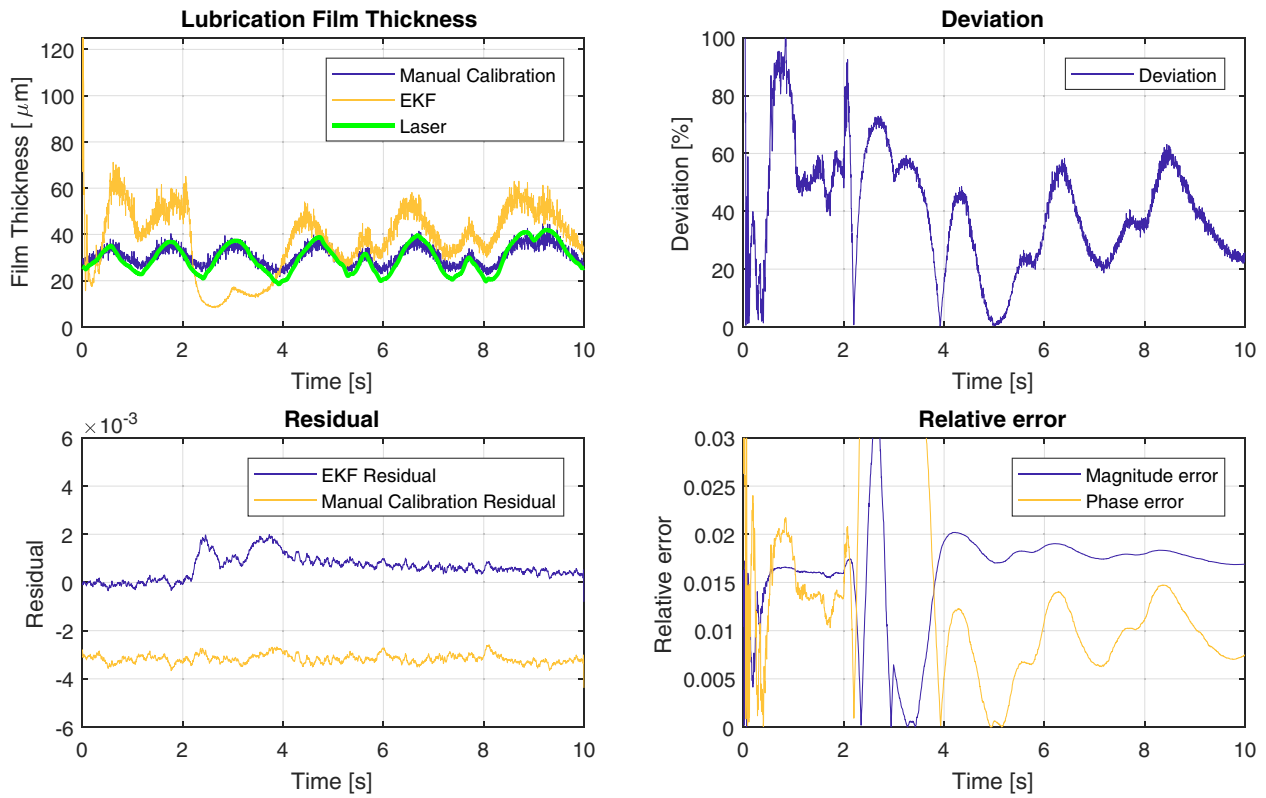 Lubrication Film Thickness
Film Thickness [ μm]
120
100
80
60
40
20
0
Manual Calibration
EKF
Laser
0 2 4 6 8 10
Time [s]
Deviation
Deviation [%]
100
80
60
40
20
0
Deviation
0 2 4 6 8 10
Time [s]
Residual
×10-3
Residual
6
4
2
0
-2
-4
-6
EKF Residual
Manual Calibration Residual
0 2 4 6 8 10
Time [s]
Relative error
Relative error
0.03
0.025
0.02
0.015
0.01
0.005
0
Magnitude error
Phase error
0 2 4 6 8 10
Time [s]